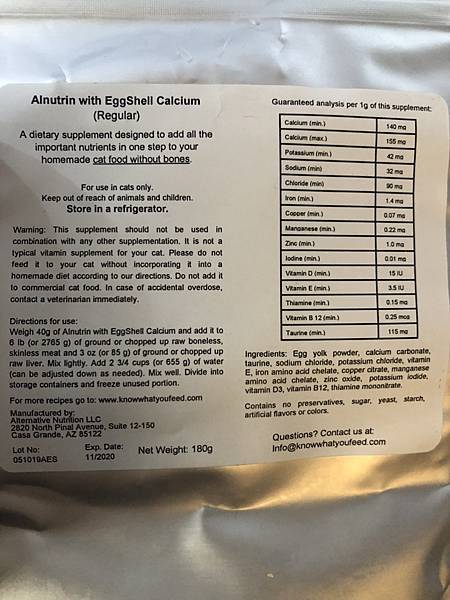 Alnutrin with EggShell Calcium
(Regular)
A dietary supplement designed to add all the
important nutrients in one step to your
homemade cat food without bones.
For use in cats only.
Keep out of reach of animals and children.
Store in a refrigerator.
Warning: This supplement should not be used in
combination with any other supplementation. It is not a
typical vitamin supplement for your cat. Please do not
feed it to your cat without incorporating it into a
homemade diet according to our directions. Do not add it
to commercial cat food. In case of accidental overdose,
contact a veterinarian immediately.
Directions for use:
Weigh 40g of Alnutrin with EggShell Calcium and add it to
6 lb (or 2765 g) of ground or chopped up raw boneless,
skinless meat and 3 oz (or 85 g) of ground or chopped up
raw liver. Mix lightly. Add 2 3/4 cups (or 655 g) of water
(can be adjusted down as needed). Mix well. Divide into
storage containers and freeze unused portion.
For more recipes go to: www.knowwhatyoufeed.com
Manufactured by:
Alternative Nutrition LLC
2620 North Pinal Avenue, Suite 12-150
Casa Grande, AZ 85122
Lot No:
051019AES
Exp. Date:
11/2020
Net Weight: 180g
Guaranteed analysis per 1g of this supplement:
Calcium (min.) 140 mg
Calcium (max.) 155 mg
Potassium (min.) 42 mg
Sodium (min) 32 mg
Chloride (min) 90 mg
Iron (min.) 1.4 mg
Copper (min.) 0.07 mg
Manganese (min.) 0.22 mg
Zinc (min.) 1.0 mg
Iodine (min.) 0.01 mg
Vitamin D (min.) 15 IU
Vitamin E (min.) 3.5 IU
Thiamine (min.) 0.15 mg
Vitamin B 12 (min.) 0.25 mcg
Taurine (min.) 115 mg
Ingredients: Egg yolk powder, calcium carbonate,
taurine, sodium chloride, potassium chloride, vitamin
E, iron amino acid chelate, copper citrate, manganese
amino acid chelate, zinc oxide, potassium iodide,
vitamin D3, vitamin B12, thiamine mononitrate.
Contains no preservatives, sugar, yeast, starch,
artificial flavors or colors.
Questions? Contact us at:
Info@knowwhatyoufeed.com